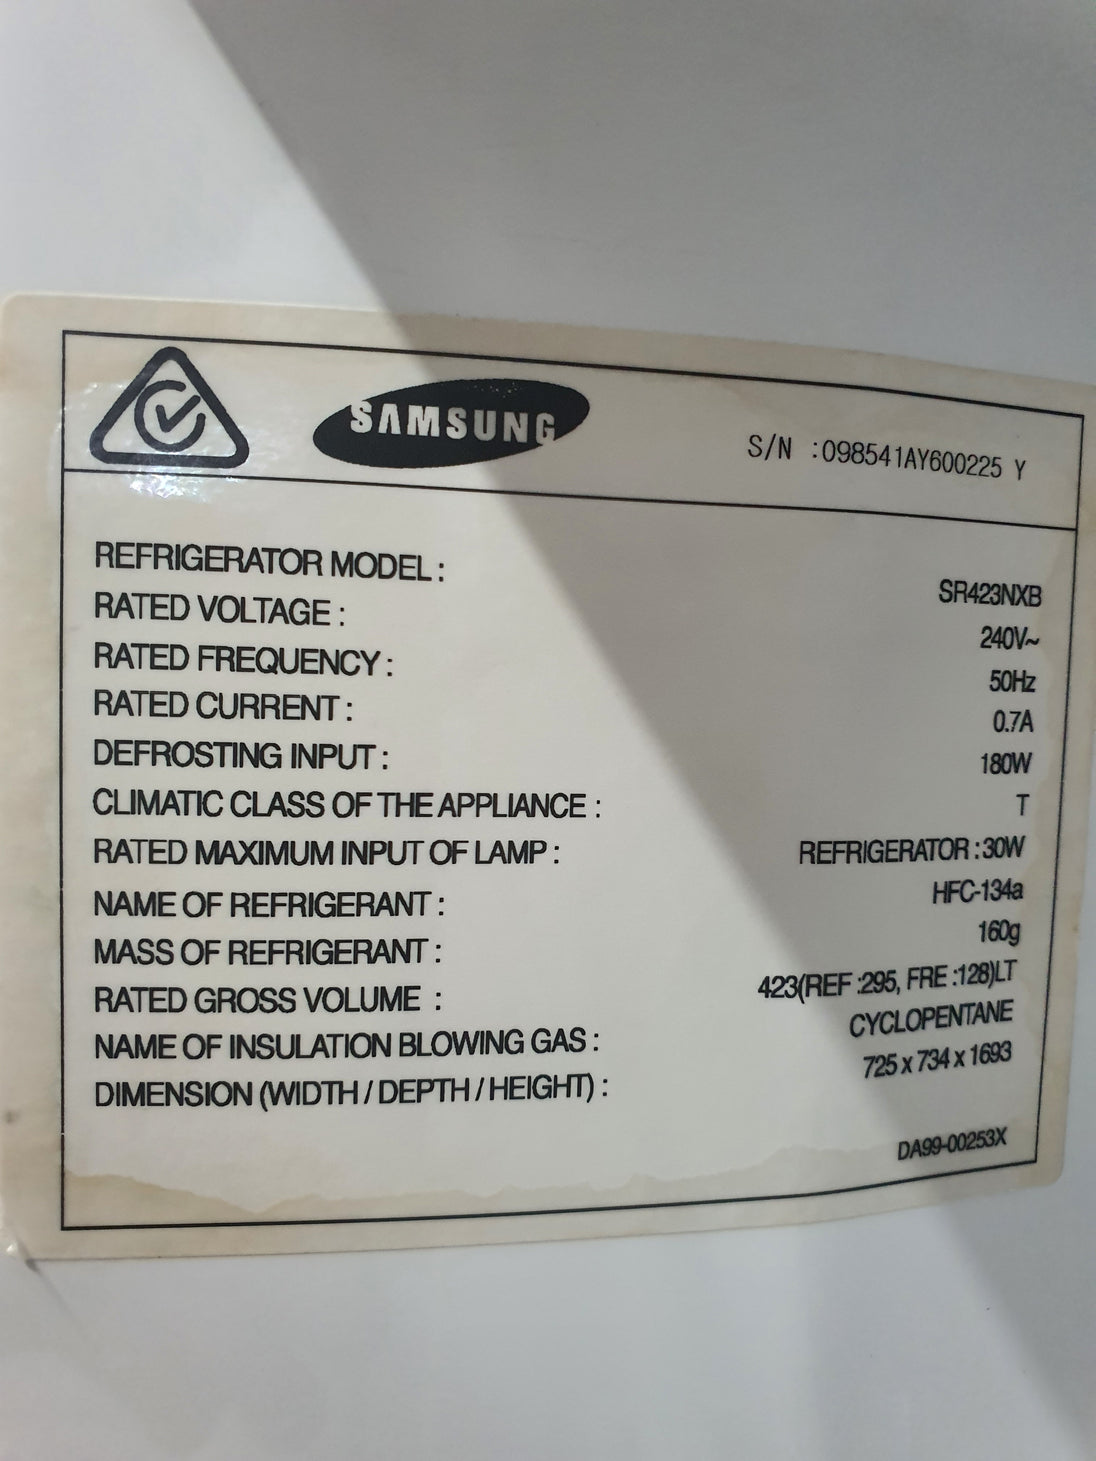 SAMSUNG S/N :098541AY600225 Y
REFRIGERATOR MODEL : SR423NXB
RATED VOLTAGE : 240V~
RATED FREQUENCY : 50Hz
RATED CURRENT : 0.7A
DEFROSTING INPUT : 180W
CLIMATIC CLASS OF THE APPLIANCE : T
RATED MAXIMUM INPUT OF LAMP : REFRIGERATOR : 30W
NAME OF REFRIGERANT : HFC-134a
MASS OF REFRIGERANT : 160g
RATED GROSS VOLUME : 423(REF :295, FRE :128)LT
NAME OF INSULATION BLOWING GAS : CYCLOPENTANE
DIMENSION (WIDTH / DEPTH / HEIGHT) : 725 x 734 x 1693
DA99-00253X